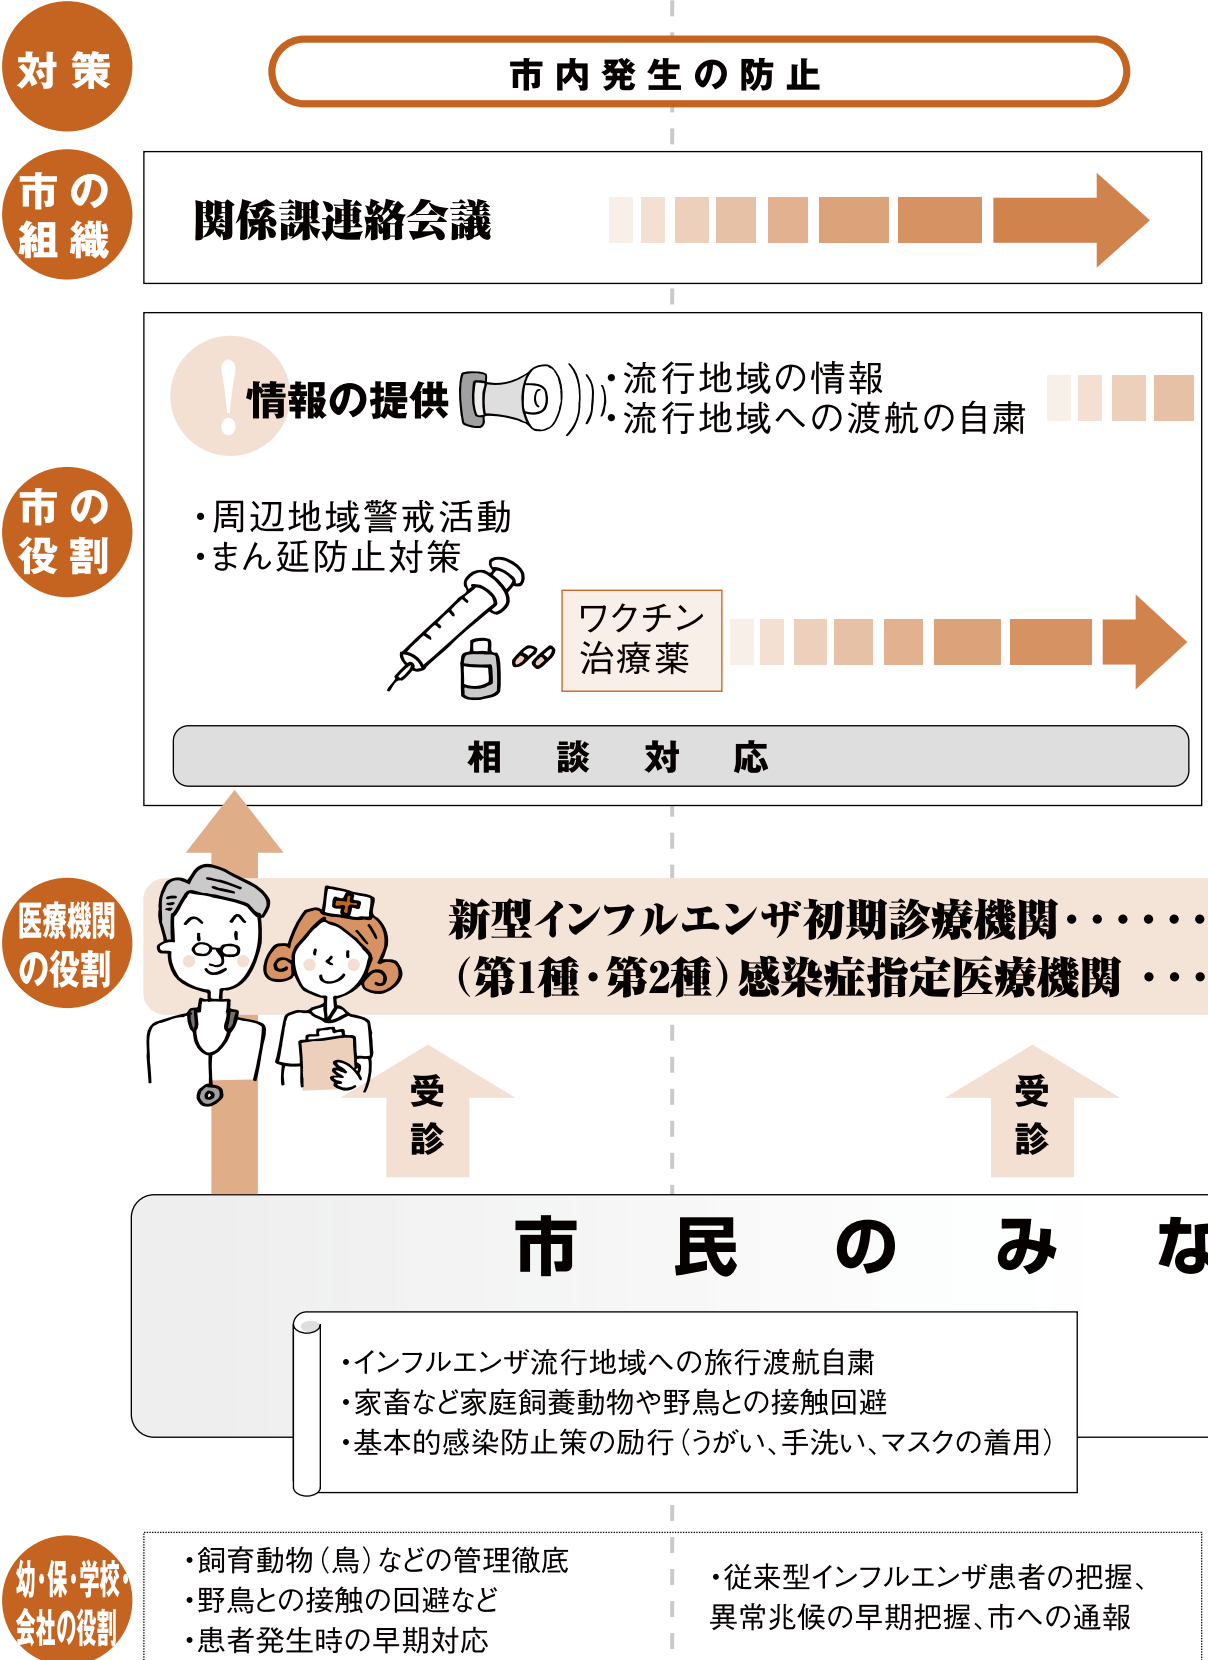 対策
市内発生の防止
市の
組織
関係課連絡会議
市の
役割
!
情報の提供
・流行地域の情報
・流行地域への渡航の自粛
・周辺地域警戒活動
・まん延防止対策
ワクチン
治療薬
相談対応
医療機関
の役割
新型インフルエンザ初期診療機関・・・・・・
（第1種・第2種）感染症指定医療機関・・・
受診
受診
市民のみな
・インフルエンザ流行地域への旅行渡航自粛
・家畜など家庭飼養動物や野鳥との接触回避
・基本的感染防止策の励行（うがい、手洗い、マスクの着用）
幼・保・学校・
会社の役割
・飼育動物（鳥）などの管理徹底
・野鳥との接触の回避など
・患者発生時の早期対応
・従来型インフルエンザ患者の把握、
異常兆候の早期把握、市への通報